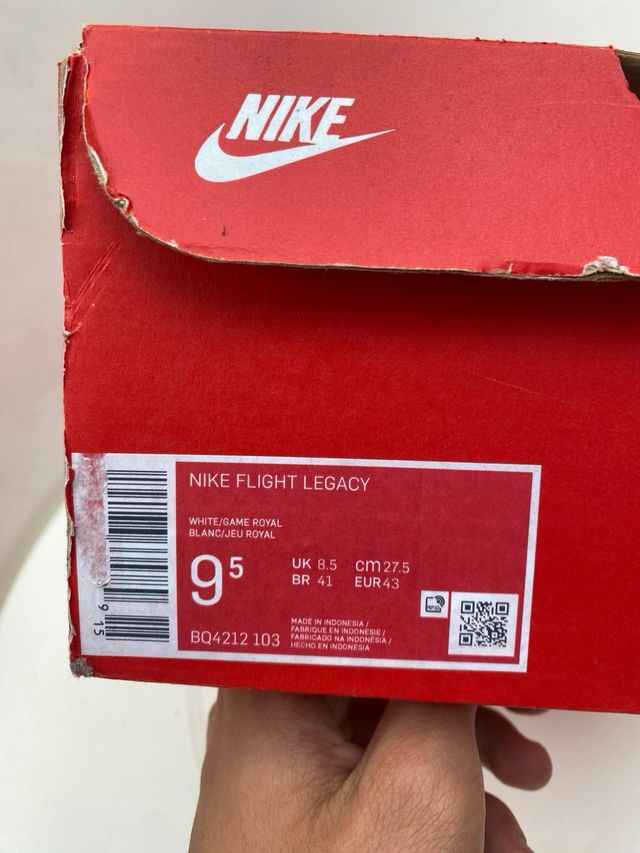 NIKE
NIKE FLIGHT LEGACY
WHITE/GAME ROYAL
BLANC/JEU ROYAL
9⁵
UK 8.5 cm 27.5
BR 41 EUR 43
BQ4212 103
MADE IN INDONESIA /
FABRIQUE EN INDONESIE /
FABRICADO NA INDONÉSIA /
HECHO EN INDONESIA
RFID
9 15